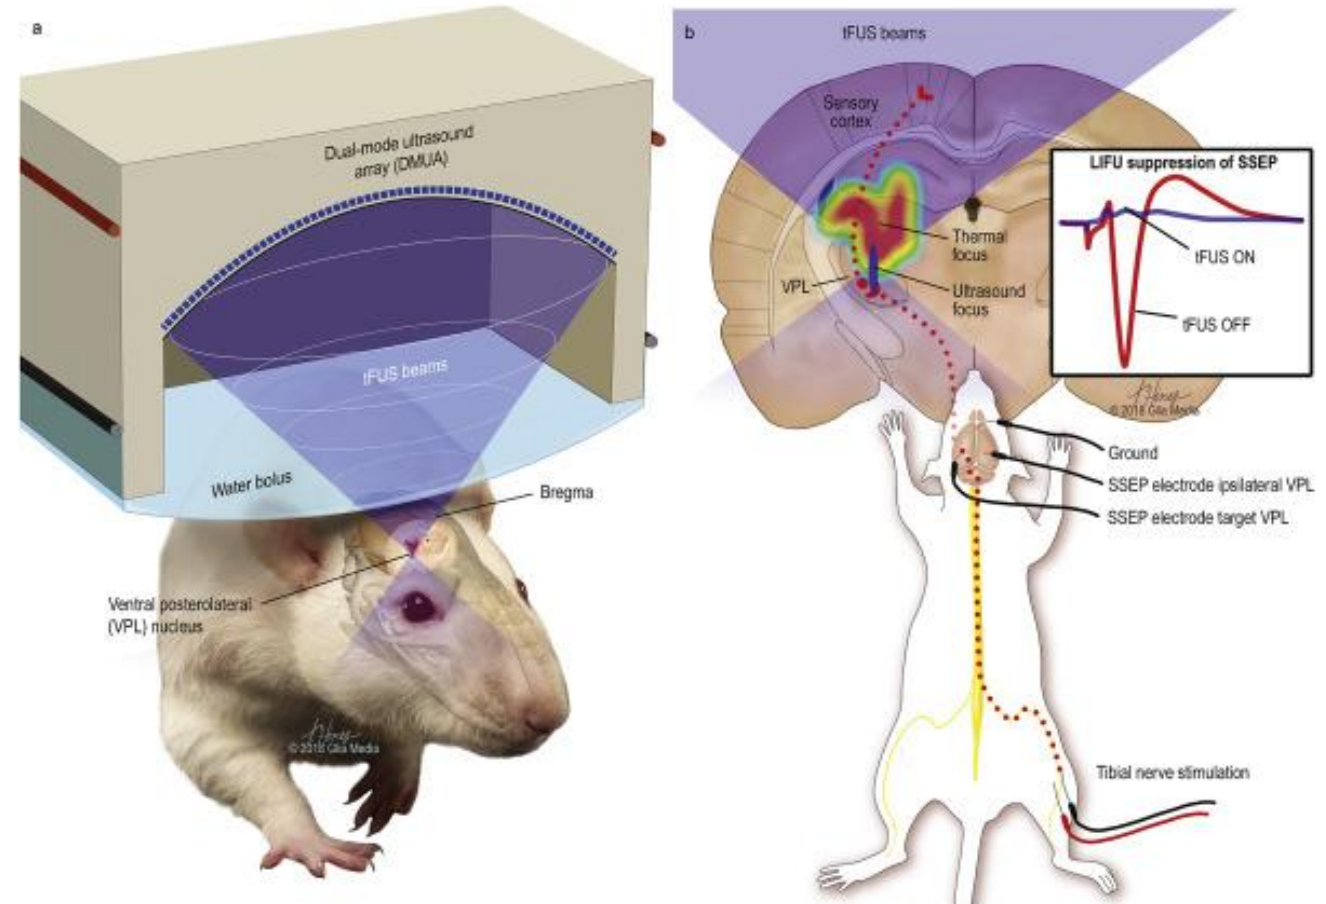 a
Dual-mode ultrasound
array (DMUA)
tFUS beams
Water bolus
Bregma
Ventral posterolateral
(VPL) nucleus
© 2018 Glia Media
b
tFUS beams
Sensory
cortex
LIFU suppression of SSEP
tFUS ON
tFUS OFF
Thermal
focus
VPL
Ultrasound
focus
© 2018 Glia Media
Ground
SSEP electrode ipsilateral VPL
SSEP electrode target VPL
Tibial nerve stimulation